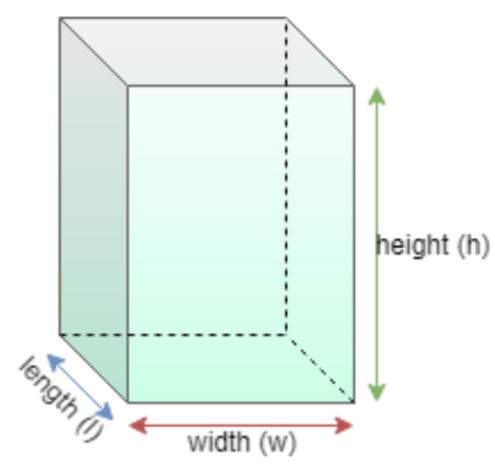 height (h)
length (l)
width (w)